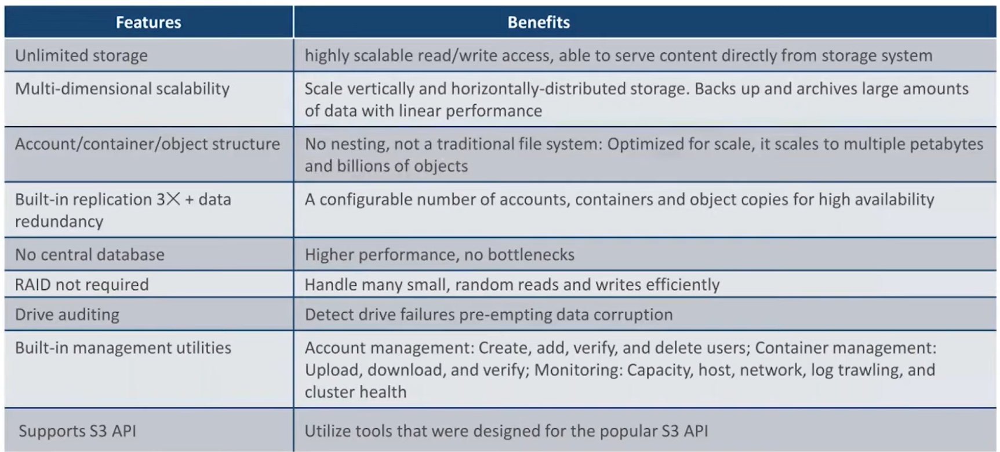 Features
Benefits
Unlimited storage
highly scalable read/write access, able to serve content directly from storage system
Multi-dimensional scalability
Scale vertically and horizontally-distributed storage. Backs up and archives large amounts
of data with linear performance
Account/container/object structure
No nesting, not a traditional file system: Optimized for scale, it scales to multiple petabytes
and billions of objects
Built-in replication 3✕ + data
redundancy
A configurable number of accounts, containers and object copies for high availability
No central database
Higher performance, no bottlenecks
RAID not required
Handle many small, random reads and writes efficiently
Drive auditing
Detect drive failures pre-empting data corruption
Built-in management utilities
Account management: Create, add, verify, and delete users; Container management:
Upload, download, and verify; Monitoring: Capacity, host, network, log trawling, and
cluster health
Supports S3 API
Utilize tools that were designed for the popular S3 API